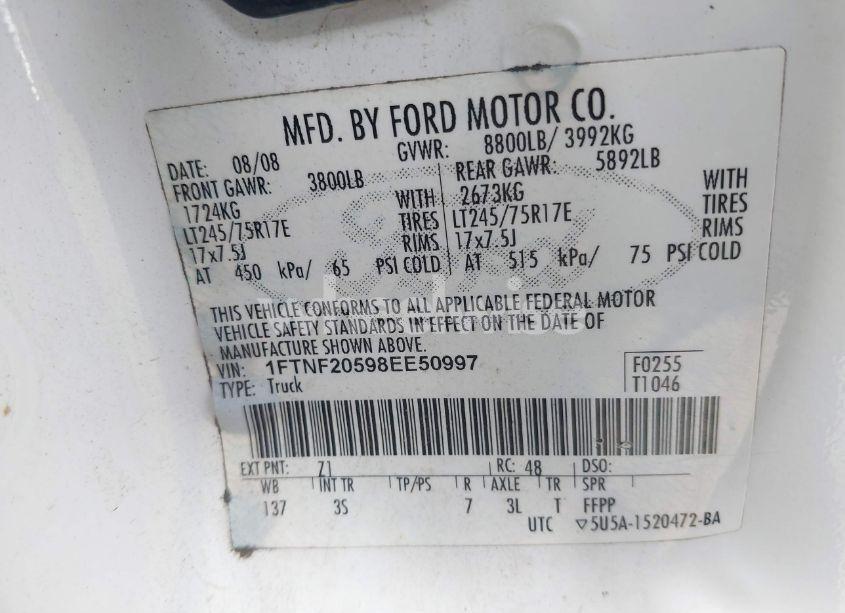 MFD. BY FORD MOTOR CO.
DATE: 08/08 GVWR: 8800LB/ 3992KG
FRONT GAWR: 3800LB REAR GAWR: 5892LB
1724KG WITH 2673KG WITH
LT245/75R17E TIRES LT245/75R17E TIRES
17x7.5J RIMS 17x7.5J RIMS
AT 450 kPa/ 65 PSI COLD AT 515 kPa/ 75 PSI COLD
THIS VEHICLE CONFORMS TO ALL APPLICABLE FEDERAL MOTOR
VEHICLE SAFETY STANDARDS IN EFFECT ON THE DATE OF
MANUFACTURE SHOWN ABOVE.
VIN: 1FTNF20598EE50997 F0255
TYPE: Truck T1046
EXT PNT: Z1 RC: 48 DSO:
WB INT TR TP/PS R AXLE TR SPR
137 3S 7 3L T FFPP
UTC ▽5U5A-1520472-BA